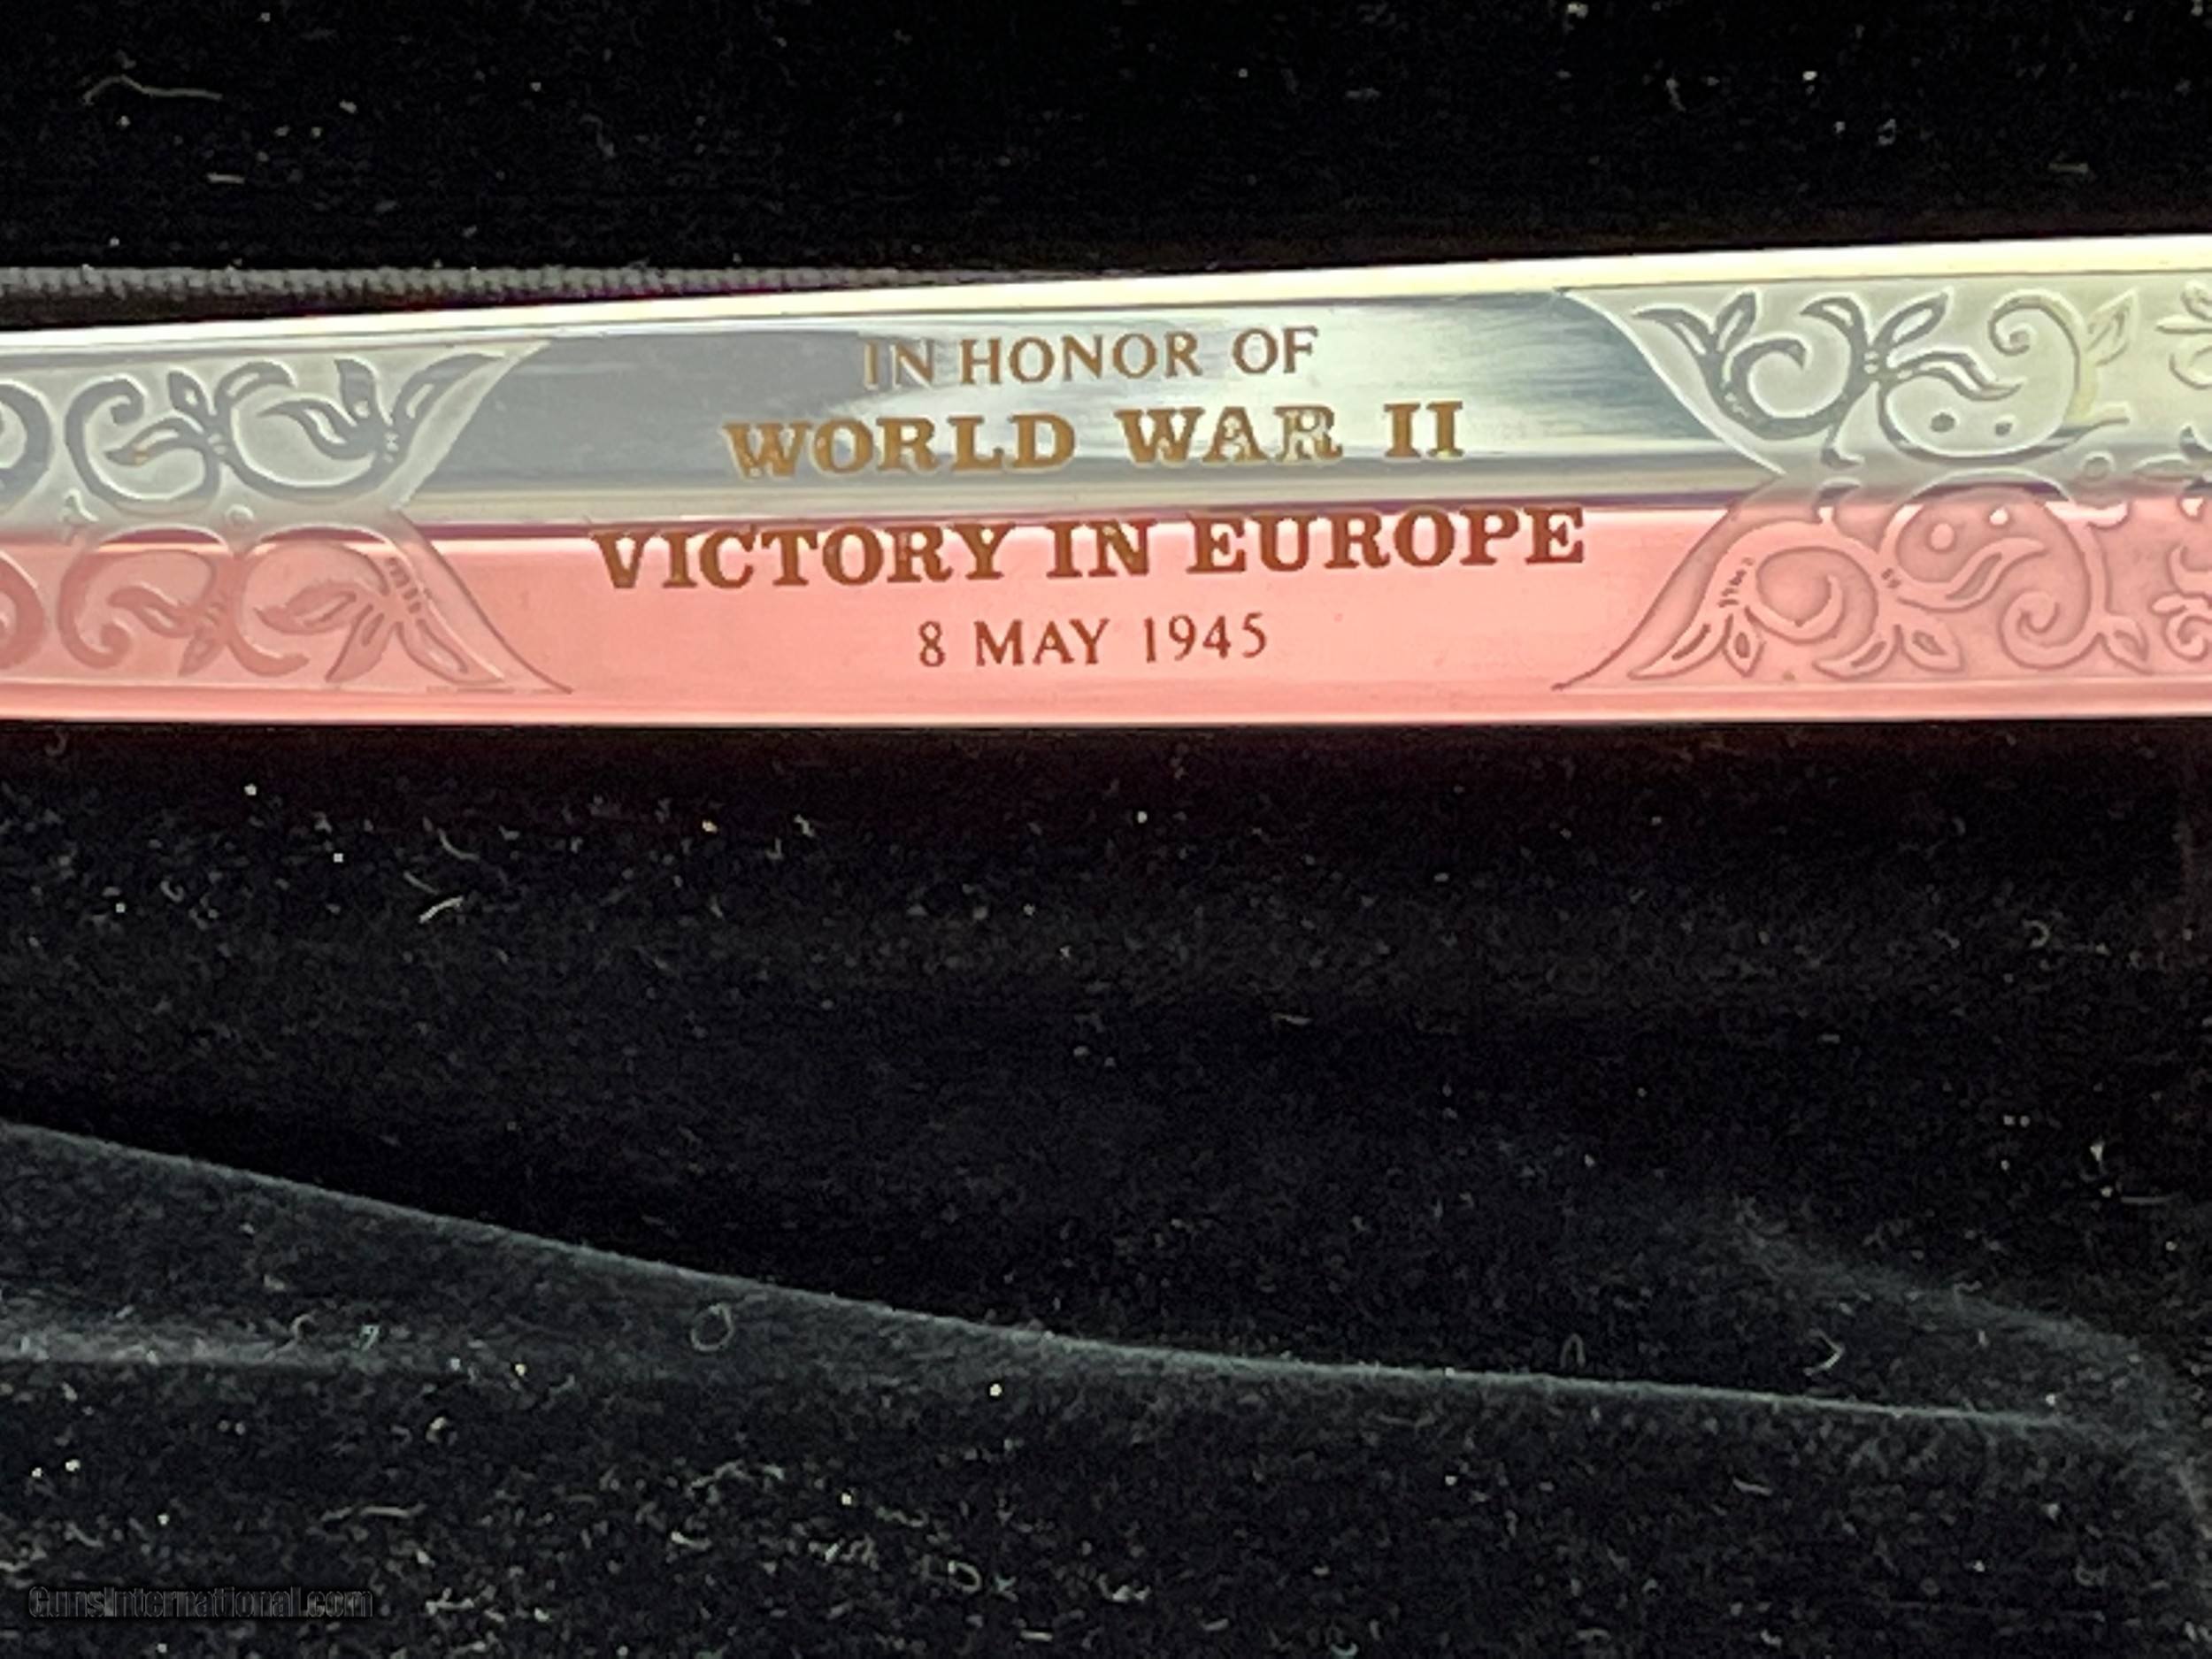 IN HONOR OF
WORLD WAR II
VICTORY IN EUROPE
8 MAY 1945
GunsInternational.com